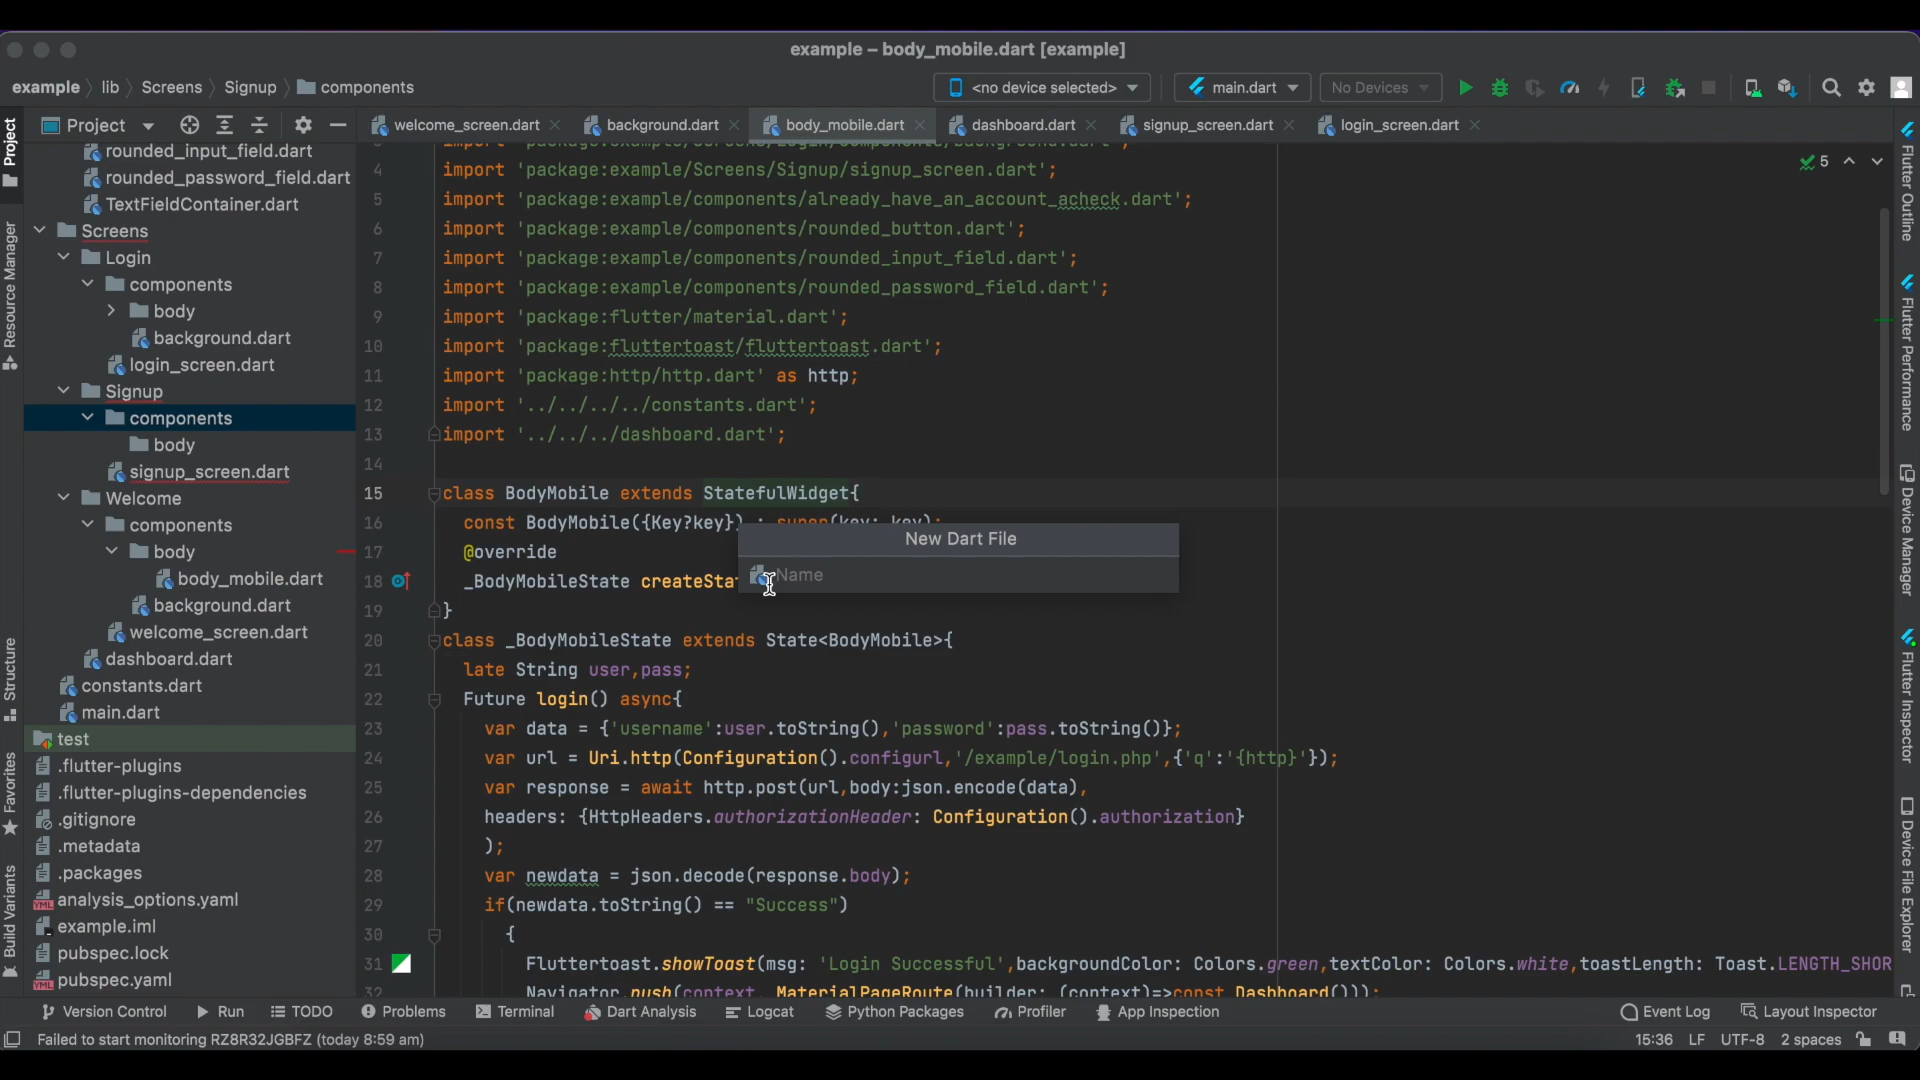 example – body_mobile.dart [example]
example lib Screens Signup components
<no device selected> main.dart No Devices
Project
welcome_screen.dart background.dart body_mobile.dart dashboard.dart signup_screen.dart login_screen.dart
rounded_input_field.dart
rounded_password_field.dart
TextFieldContainer.dart
Screens
Login
components
body
background.dart
login_screen.dart
Signup
components
body
signup_screen.dart
Welcome
components
body
body_mobile.dart
background.dart
welcome_screen.dart
dashboard.dart
constants.dart
main.dart
test
.flutter-plugins
.flutter-plugins-dependencies
.gitignore
.metadata
.packages
analysis_options.yaml
example.iml
pubspec.lock
pubspec.yaml
Project
Resource Manager
Structure
Favorites
Build Variants
5
4 import 'package:example/Screens/Signup/signup_screen.dart';
5 import 'package:example/components/already_have_an_account_acheck.dart';
6 import 'package:example/components/rounded_button.dart';
7 import 'package:example/components/rounded_input_field.dart';
8 import 'package:example/components/rounded_password_field.dart';
9 import 'package:flutter/material.dart';
10 import 'package:fluttertoast/fluttertoast.dart';
11 import 'package:http/http.dart' as http;
12 import '../../../../constants.dart';
13 import '../../../dashboard.dart';
14
15 class BodyMobile extends StatefulWidget{
16 const BodyMobile({Key?key}) : super(key: key);
17 @override
18 _BodyMobileState createStat
19 }
20 class _BodyMobileState extends State<BodyMobile>{
21 late String user,pass;
22 Future login() async{
23 var data = {'username':user.toString(),'password':pass.toString()};
24 var url = Uri.http(Configuration().configurl,'/example/login.php',{'q':'{http}'});
25 var response = await http.post(url,body:json.encode(data),
26 headers: {HttpHeaders.authorizationHeader: Configuration().authorization}
27 );
28 var newdata = json.decode(response.body);
29 if(newdata.toString() == "Success")
30 {
31 Fluttertoast.showToast(msg: 'Login Successful',backgroundColor: Colors.green,textColor: Colors.white,toastLength: Toast.LENGTH_SHOR
32 Navigator.push(context, MaterialPageRoute(builder: (context)=>const Dashboard()));
New Dart File
Name
Flutter Outline
Flutter Performance
Device Manager
Flutter Inspector
Device File Explorer
Version Control Run TODO Problems Terminal Dart Analysis Logcat Python Packages Profiler App Inspection Event Log Layout Inspector
Failed to start monitoring RZ8R32JGBFZ (today 8:59 am) 15:36 LF UTF-8 2 spaces